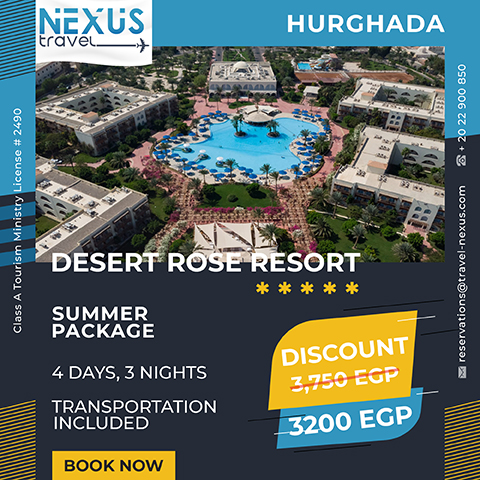 NEXUS
travel
HURGHADA
Class A Tourism Ministry License # 2490
+ 20 22 900 850
reservations@travel-nexus.com
DESERT ROSE RESORT
SUMMER
PACKAGE
4 DAYS, 3 NIGHTS
TRANSPORTATION
INCLUDED
DISCOUNT
3,750 EGP
3200 EGP
BOOK NOW